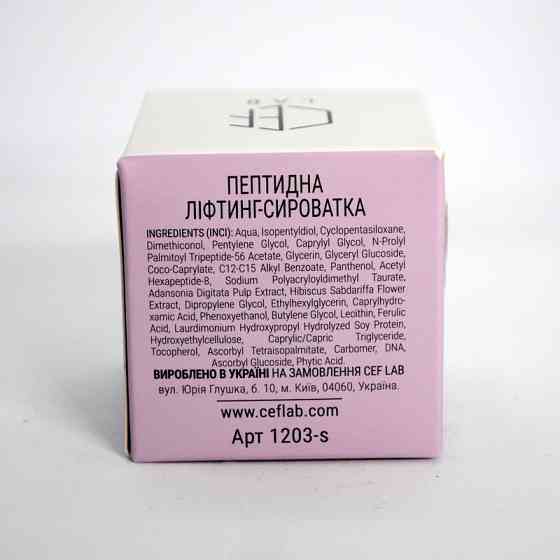 CEF
LAB
ПЕПТИДНА
ЛІФТИНГ-СИРОВАТКА
INGREDIENTS (INCI): Aqua, Isopentyldiol, Cyclopentasiloxane,
Dimethiconol, Pentylene Glycol, Caprylyl Glycol, N-Prolyl
Palmitoyl Tripeptide-56 Acetate, Glycerin, Glyceryl Glucoside,
Coco-Caprylate, C12-C15 Alkyl Benzoate, Panthenol, Acetyl
Hexapeptide-8, Sodium Polyacryloyldimethyl Taurate,
Adansonia Digitata Pulp Extract, Hibiscus Sabdariffa Flower
Extract, Dipropylene Glycol, Ethylhexylglycerin, Caprylhydro-
xamic Acid, Phenoxyethanol, Butylene Glycol, Lecithin, Ferulic
Acid, Laurdimonium Hydroxypropyl Hydrolyzed Soy Protein,
Hydroxyethylcellulose, Caprylic/Capric Triglyceride,
Tocopherol, Ascorbyl Tetraisopalmitate, Carbomer, DNA,
Ascorbyl Glucoside, Phytic Acid.
ВИРОБЛЕНО В УКРАЇНІ НА ЗАМОВЛЕННЯ CEF LAB
вул. Юрія Глушка, б. 10, м. Київ, 04060, Україна.
www.ceflab.com
Арт 1203-s